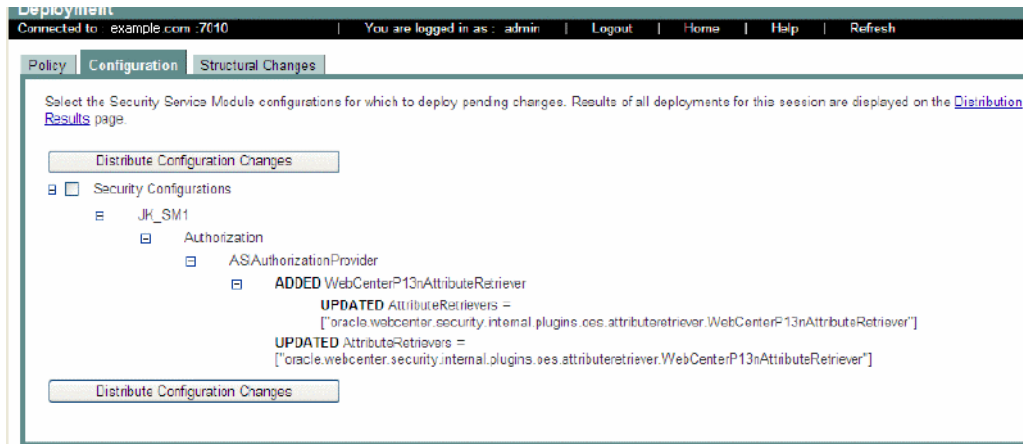 Deployment
Connected to : example.com :7010 | You are logged in as : admin | Logout | Home | Help | Refresh
Policy Configuration Structural Changes
Select the Security Service Module configurations for which to deploy pending changes. Results of all deployments for this session are displayed on the Distribution
Results page.
Distribute Configuration Changes
Security Configurations
JK_SM1
Authorization
ASIAuthorizationProvider
ADDED WebCenterP13nAttributeRetriever
UPDATED AttributeRetrievers =
["oracle.webcenter.security.internal.plugins.oes.attributeretriever.WebCenterP13nAttributeRetriever"]
UPDATED AttributeRetrievers =
["oracle.webcenter.security.internal.plugins.oes.attributeretriever.WebCenterP13nAttributeRetriever"]
Distribute Configuration Changes